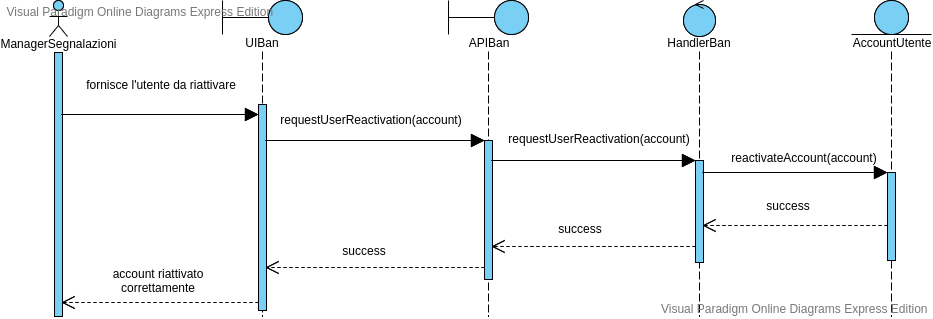 Visual Paradigm Online Diagrams Express Edition
ManagerSegnalazioni
UIBan
APIBan
HandlerBan
AccountUtente
fornisce l'utente da riattivare
requestUserReactivation(account)
requestUserReactivation(account)
reactivateAccount(account)
success
success
success
account riattivato
correttamente
Visual Paradigm Online Diagrams Express Edition